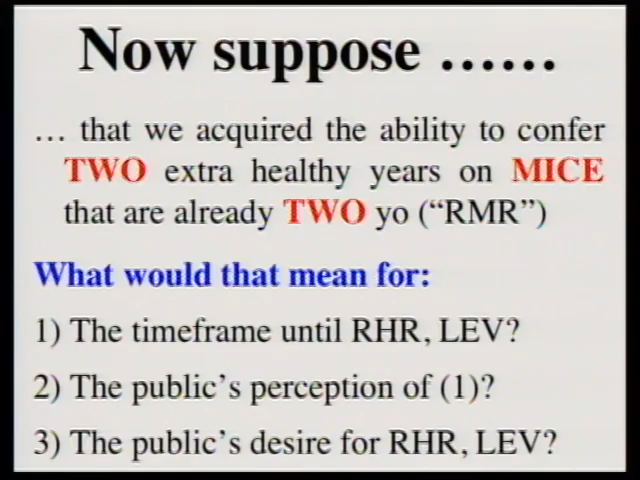 Now suppose ……
… that we acquired the ability to confer
TWO extra healthy years on MICE
that are already TWO yo (“RMR”)
What would that mean for:
1) The timeframe until RHR, LEV?
2) The public’s perception of (1)?
3) The public’s desire for RHR, LEV?